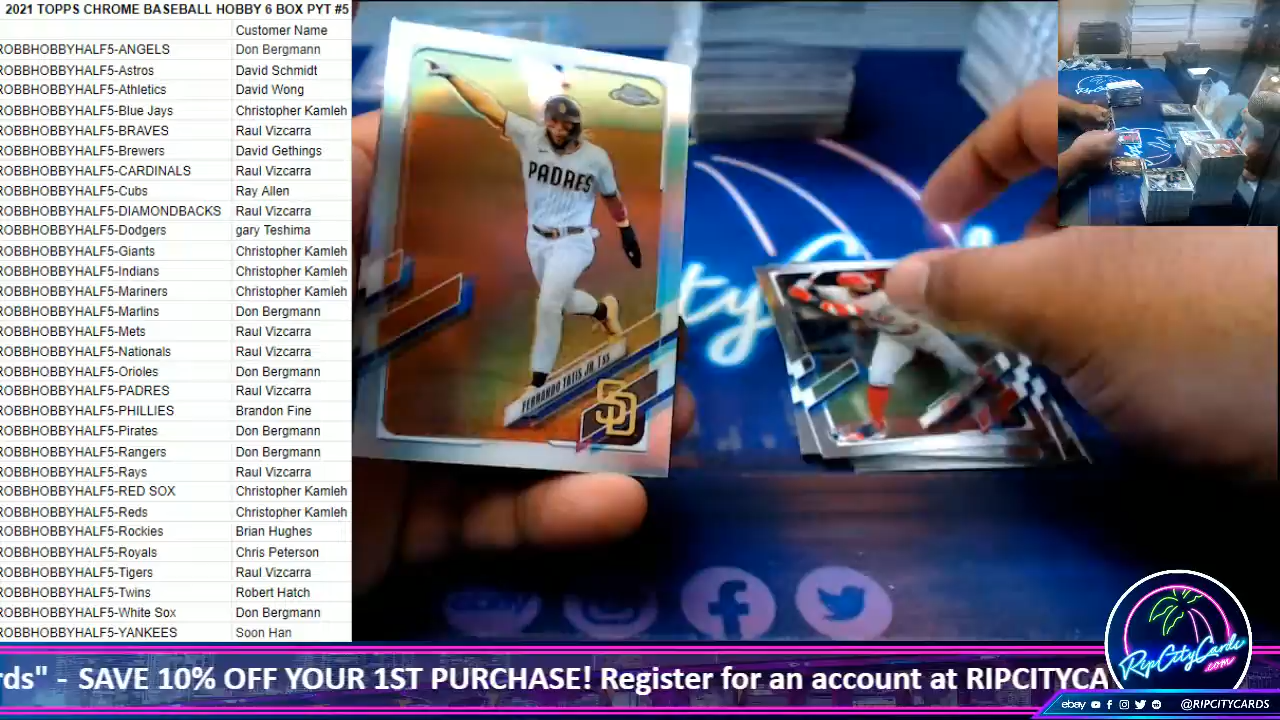 2021 TOPPS CHROME BASEBALL HOBBY 6 BOX PYT #5
Customer Name
ROBBHOBBYHALF5-ANGELS Don Bergmann
ROBBHOBBYHALF5-Astros David Schmidt
ROBBHOBBYHALF5-Athletics David Wong
ROBBHOBBYHALF5-Blue Jays Christopher Kamleh
ROBBHOBBYHALF5-BRAVES Raul Vizcarra
ROBBHOBBYHALF5-Brewers David Gethings
ROBBHOBBYHALF5-CARDINALS Raul Vizcarra
ROBBHOBBYHALF5-Cubs Ray Allen
ROBBHOBBYHALF5-DIAMONDBACKS Raul Vizcarra
ROBBHOBBYHALF5-Dodgers gary Teshima
ROBBHOBBYHALF5-Giants Christopher Kamleh
ROBBHOBBYHALF5-Indians Christopher Kamleh
ROBBHOBBYHALF5-Mariners Christopher Kamleh
ROBBHOBBYHALF5-Marlins Don Bergmann
ROBBHOBBYHALF5-Mets Raul Vizcarra
ROBBHOBBYHALF5-Nationals Raul Vizcarra
ROBBHOBBYHALF5-Orioles Don Bergmann
ROBBHOBBYHALF5-PADRES Raul Vizcarra
ROBBHOBBYHALF5-PHILLIES Brandon Fine
ROBBHOBBYHALF5-Pirates Don Bergmann
ROBBHOBBYHALF5-Rangers Don Bergmann
ROBBHOBBYHALF5-Rays Raul Vizcarra
ROBBHOBBYHALF5-RED SOX Christopher Kamleh
ROBBHOBBYHALF5-Reds Christopher Kamleh
ROBBHOBBYHALF5-Rockies Brian Hughes
ROBBHOBBYHALF5-Royals Chris Peterson
ROBBHOBBYHALF5-Tigers Raul Vizcarra
ROBBHOBBYHALF5-Twins Robert Hatch
ROBBHOBBYHALF5-White Sox Don Bergmann
ROBBHOBBYHALF5-YANKEES Soon Han
PADRES
FERNANDO TATIS JR. | SS
SD
ty
rds" - SAVE 10% OFF YOUR 1ST PURCHASE! Register for an account at RIPCITYCA
RipCityCards
.com
ebay @RIPCITYCARDS